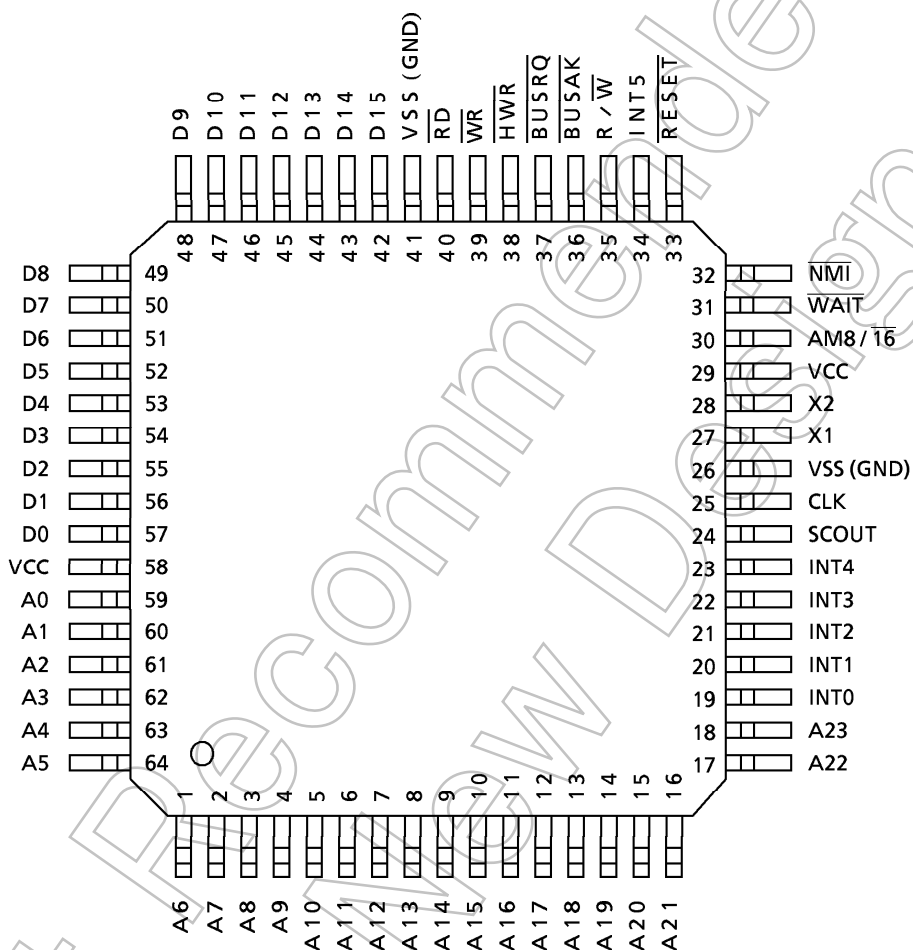 D9 D10 D11 D12 D13 D14 D15 VSS (GND) RD WR HWR BUSRQ BUSAK R/W INT5 RESET
48 47 46 45 44 43 42 41 40 39 38 37 36 35 34 33
D8 49 32 NMI
D7 50 31 WAIT
D6 51 30 AM8/16
D5 52 29 VCC
D4 53 28 X2
D3 54 27 X1
D2 55 26 VSS (GND)
D1 56 25 CLK
D0 57 24 SCOUT
VCC 58 23 INT4
A0 59 22 INT3
A1 60 21 INT2
A2 61 20 INT1
A3 62 19 INT0
A4 63 18 A23
A5 64 17 A22
1 2 3 4 5 6 7 8 9 10 11 12 13 14 15 16
A6 A7 A8 A9 A10 A11 A12 A13 A14 A15 A16 A17 A18 A19 A20 A21
Recommende
New Design